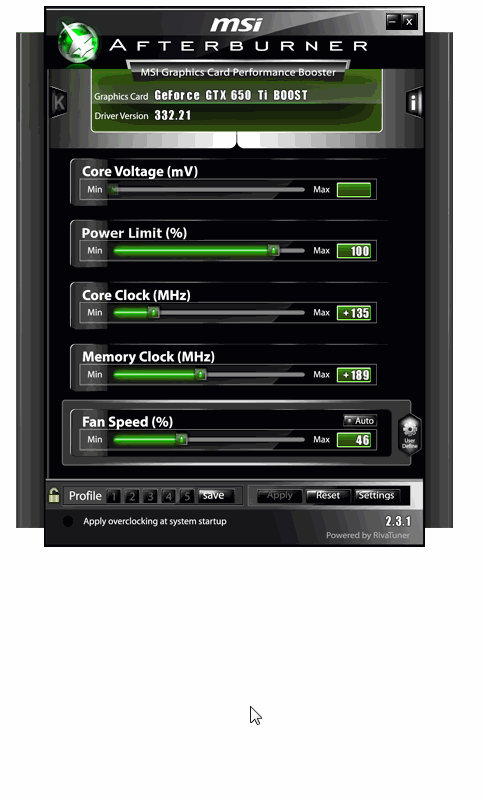 msi
AFTERBURNER
MSI Graphics Card Performance Booster
Graphics Card GeForce GTX 650 Ti BOOST
Driver Version 332.21
K
i
Core Voltage (mV)
Min Max
Power Limit (%)
Min Max 100
Core Clock (MHz)
Min Max +135
Memory Clock (MHz)
Min Max +189
Fan Speed (%) Auto
Min Max 46
User
Define
Profile 1 2 3 4 5 save Apply Reset Settings
Apply overclocking at system startup 2.3.1
Powered by RivaTuner